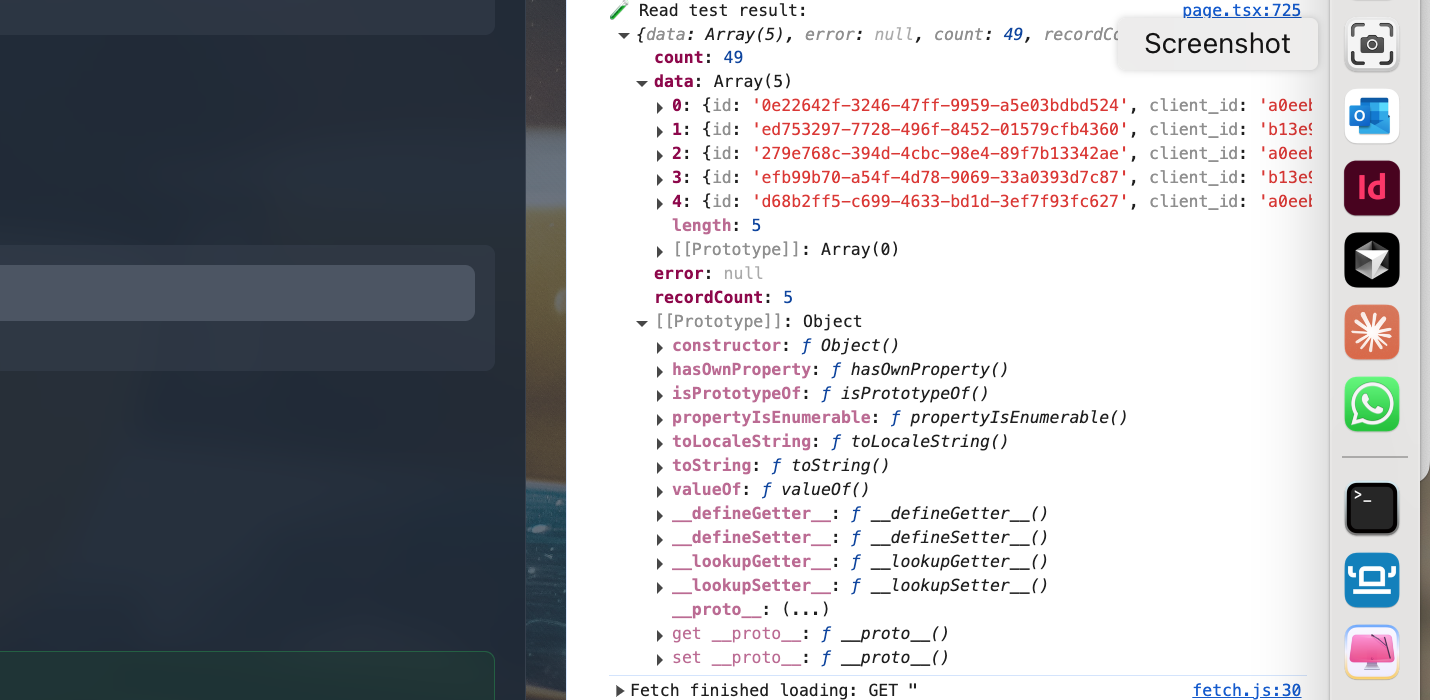 Read test result:
page.tsx:725
{data: Array(5), error: null, count: 49, recordCo
Screenshot
count: 49
data: Array(5)
0: {id: '0e22642f-3246-47ff-9959-a5e03bdbd524', client_id: 'a0eeb
1: {id: 'ed753297-7728-496f-8452-01579cfb4360', client_id: 'b13e9
2: {id: '279e768c-394d-4cbc-98e4-89f7b13342ae', client_id: 'a0eeb
3: {id: 'efb99b70-a54f-4d78-9069-33a0393d7c87', client_id: 'b13e9
4: {id: 'd68b2ff5-c699-4633-bd1d-3ef7f93fc627', client_id: 'a0eeb
length: 5
[[Prototype]]: Array(0)
error: null
recordCount: 5
[[Prototype]]: Object
constructor: ƒ Object()
hasOwnProperty: ƒ hasOwnProperty()
isPrototypeOf: ƒ isPrototypeOf()
propertyIsEnumerable: ƒ propertyIsEnumerable()
toLocaleString: ƒ toLocaleString()
toString: ƒ toString()
valueOf: ƒ valueOf()
__defineGetter__: ƒ __defineGetter__()
__defineSetter__: ƒ __defineSetter__()
__lookupGetter__: ƒ __lookupGetter__()
__lookupSetter__: ƒ __lookupSetter__()
__proto__: (...)
get __proto__: ƒ __proto__()
set __proto__: ƒ __proto__()
Fetch finished loading: GET "
fetch.js:30
O
Id
>_